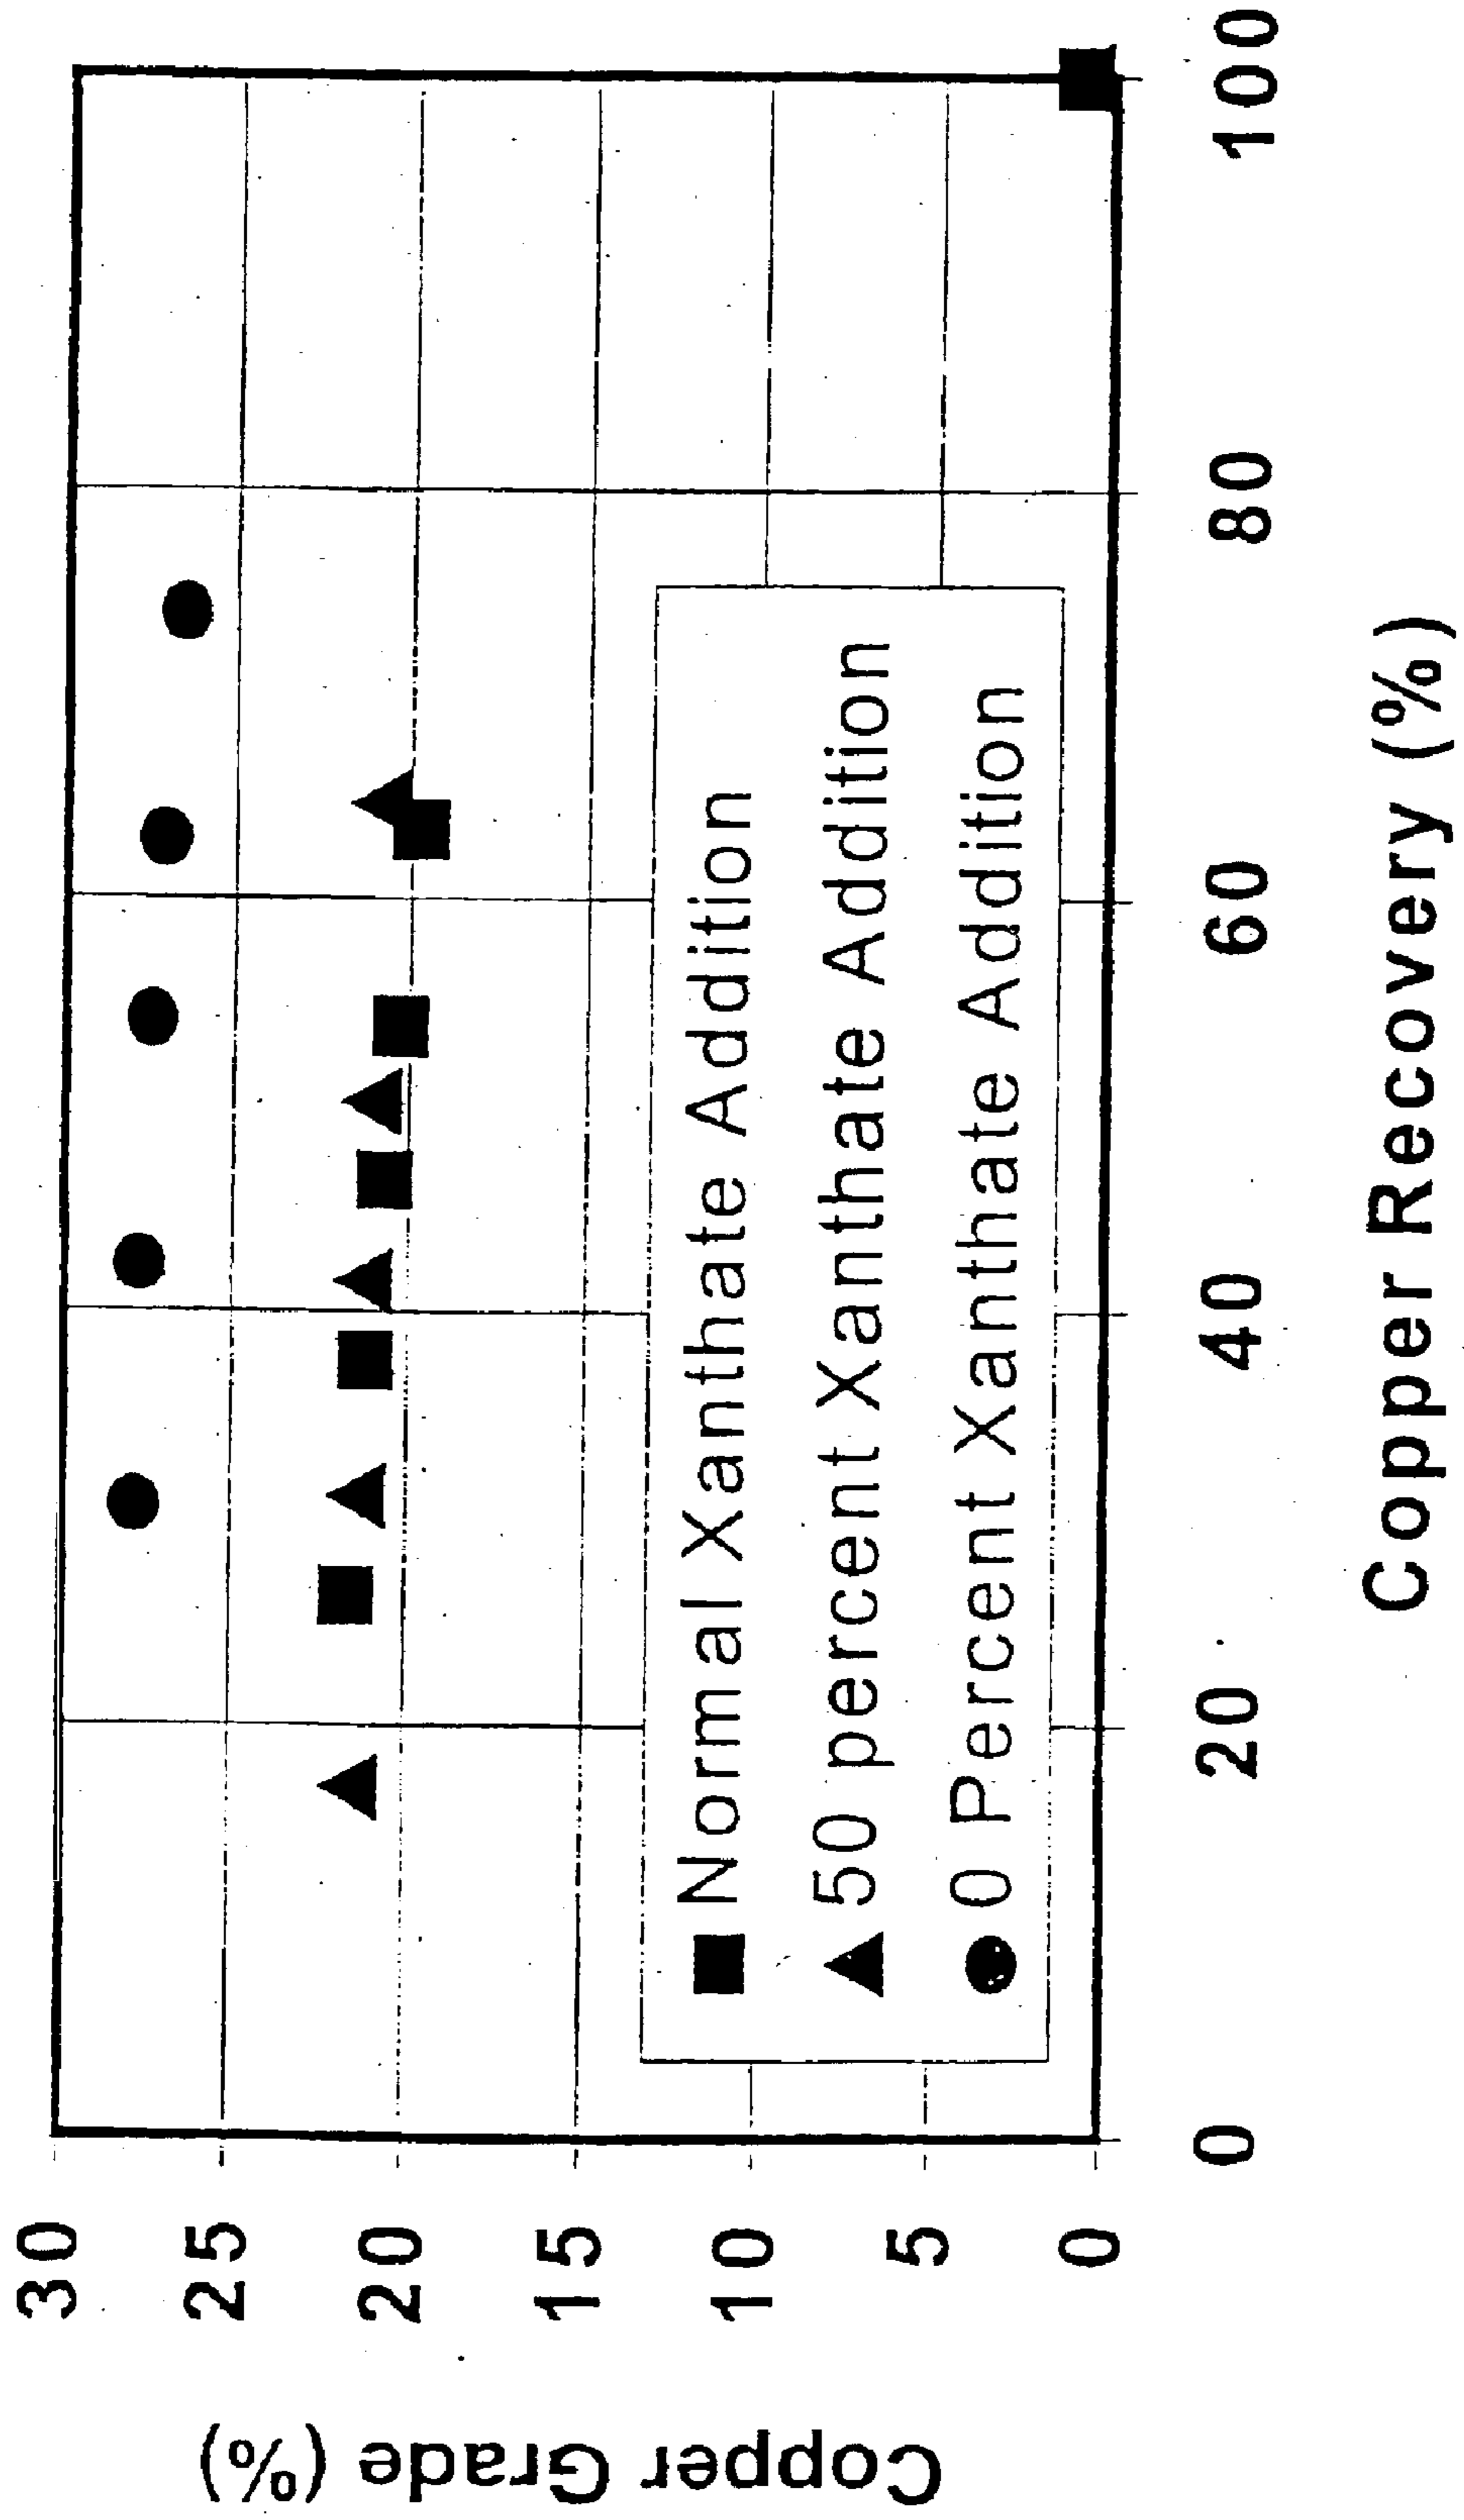 Copper Grade (%)
30
25
20
15
10
5
0
Normal Xanthate Addition
50 percent Xanthate Addition
0 Percent Xanthate Addition
0 20 40 60 80 100
Copper Recovery (%)